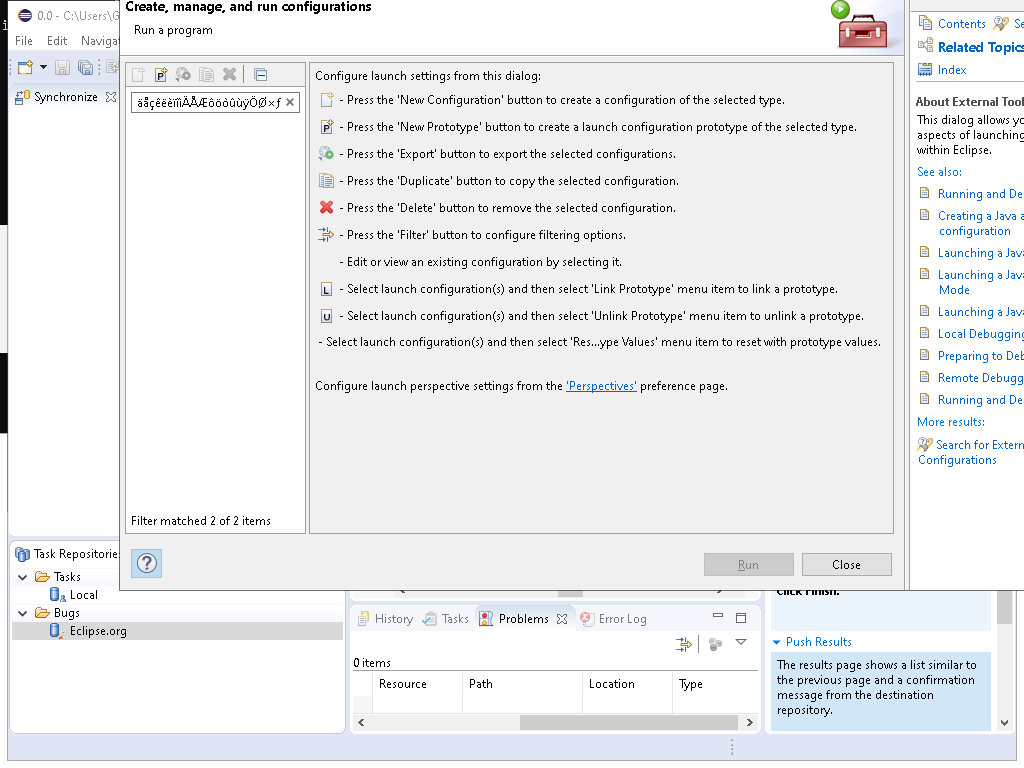 0.0 - C:\Users\G
File Edit Navigat
Synchronize
Create, manage, and run configurations
Run a program
äåçêëèïîìÄÅÆôöòûùÿÖØ×ƒ
Filter matched 2 of 2 items
Configure launch settings from this dialog:
- Press the 'New Configuration' button to create a configuration of the selected type.
- Press the 'New Prototype' button to create a launch configuration prototype of the selected type.
- Press the 'Export' button to export the selected configurations.
- Press the 'Duplicate' button to copy the selected configuration.
- Press the 'Delete' button to remove the selected configuration.
- Press the 'Filter' button to configure filtering options.
- Edit or view an existing configuration by selecting it.
- Select launch configuration(s) and then select 'Link Prototype' menu item to link a prototype.
- Select launch configuration(s) and then select 'Unlink Prototype' menu item to unlink a prototype.
- Select launch configuration(s) and then select 'Res...ype Values' menu item to reset with prototype values.
Configure launch perspective settings from the 'Perspectives' preference page.
Run Close
Contents Se
Related Topics
Index
About External Tool
This dialog allows yo
aspects of launching
within Eclipse.
See also:
Running and De
Creating a Java a
configuration
Launching a Java
Launching a Java
Mode
Launching a Java
Local Debugging
Preparing to Deb
Remote Debugg
Running and De
More results:
Search for Extern
Configurations
Task Repositorie
Tasks
Local
Bugs
Eclipse.org
History Tasks Problems Error Log
0 items
Resource Path Location Type
Click Finish.
Push Results
The results page shows a list similar to
the previous page and a confirmation
message from the destination
repository.